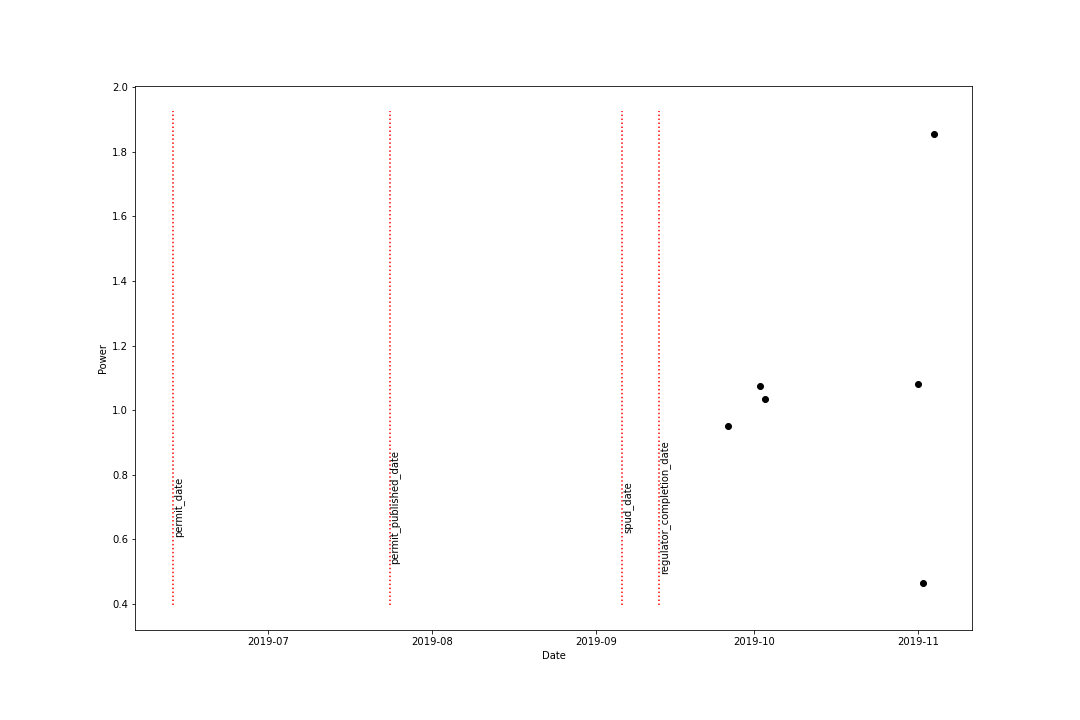 2.0
1.8
1.6
1.4
1.2
1.0
0.8
0.6
0.4
Power
permit_date
permit_published_date
spud_date
regulator_completion_date
2019-07
2019-08
2019-09
2019-10
2019-11
Date